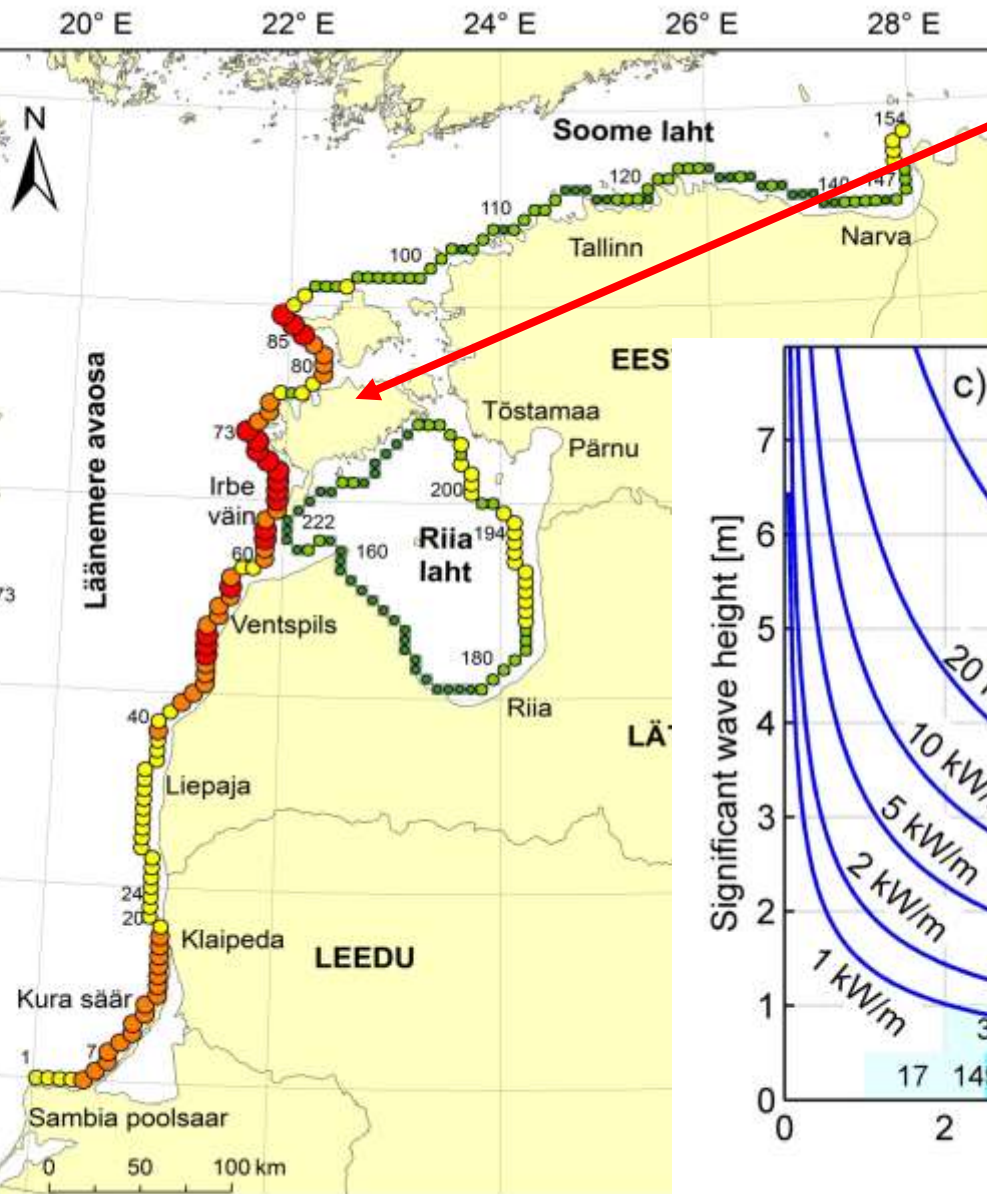 20° E 22° E 24° E 26° E 28° E
N
Soome laht
154
147
140
120
110
100
Tallinn
Narva
85
80
EES
Läänemere avaosa
73
Tõstamaa
Pärnu
Irbe
väin
200
194
222
160
60
Riia
laht
73
Ventspils
180
Riia
40
LÄT
Liepaja
24
20
Klaipeda
LEEDU
Kura säär
7
1
Sambia poolsaar
0 50 100 km
c)
Significant wave height [m]
7
6
5
4
3
2
1
0
20
10 kW/
5 kW/m
2 kW/m
1 kW/m
3
17 14
0 2